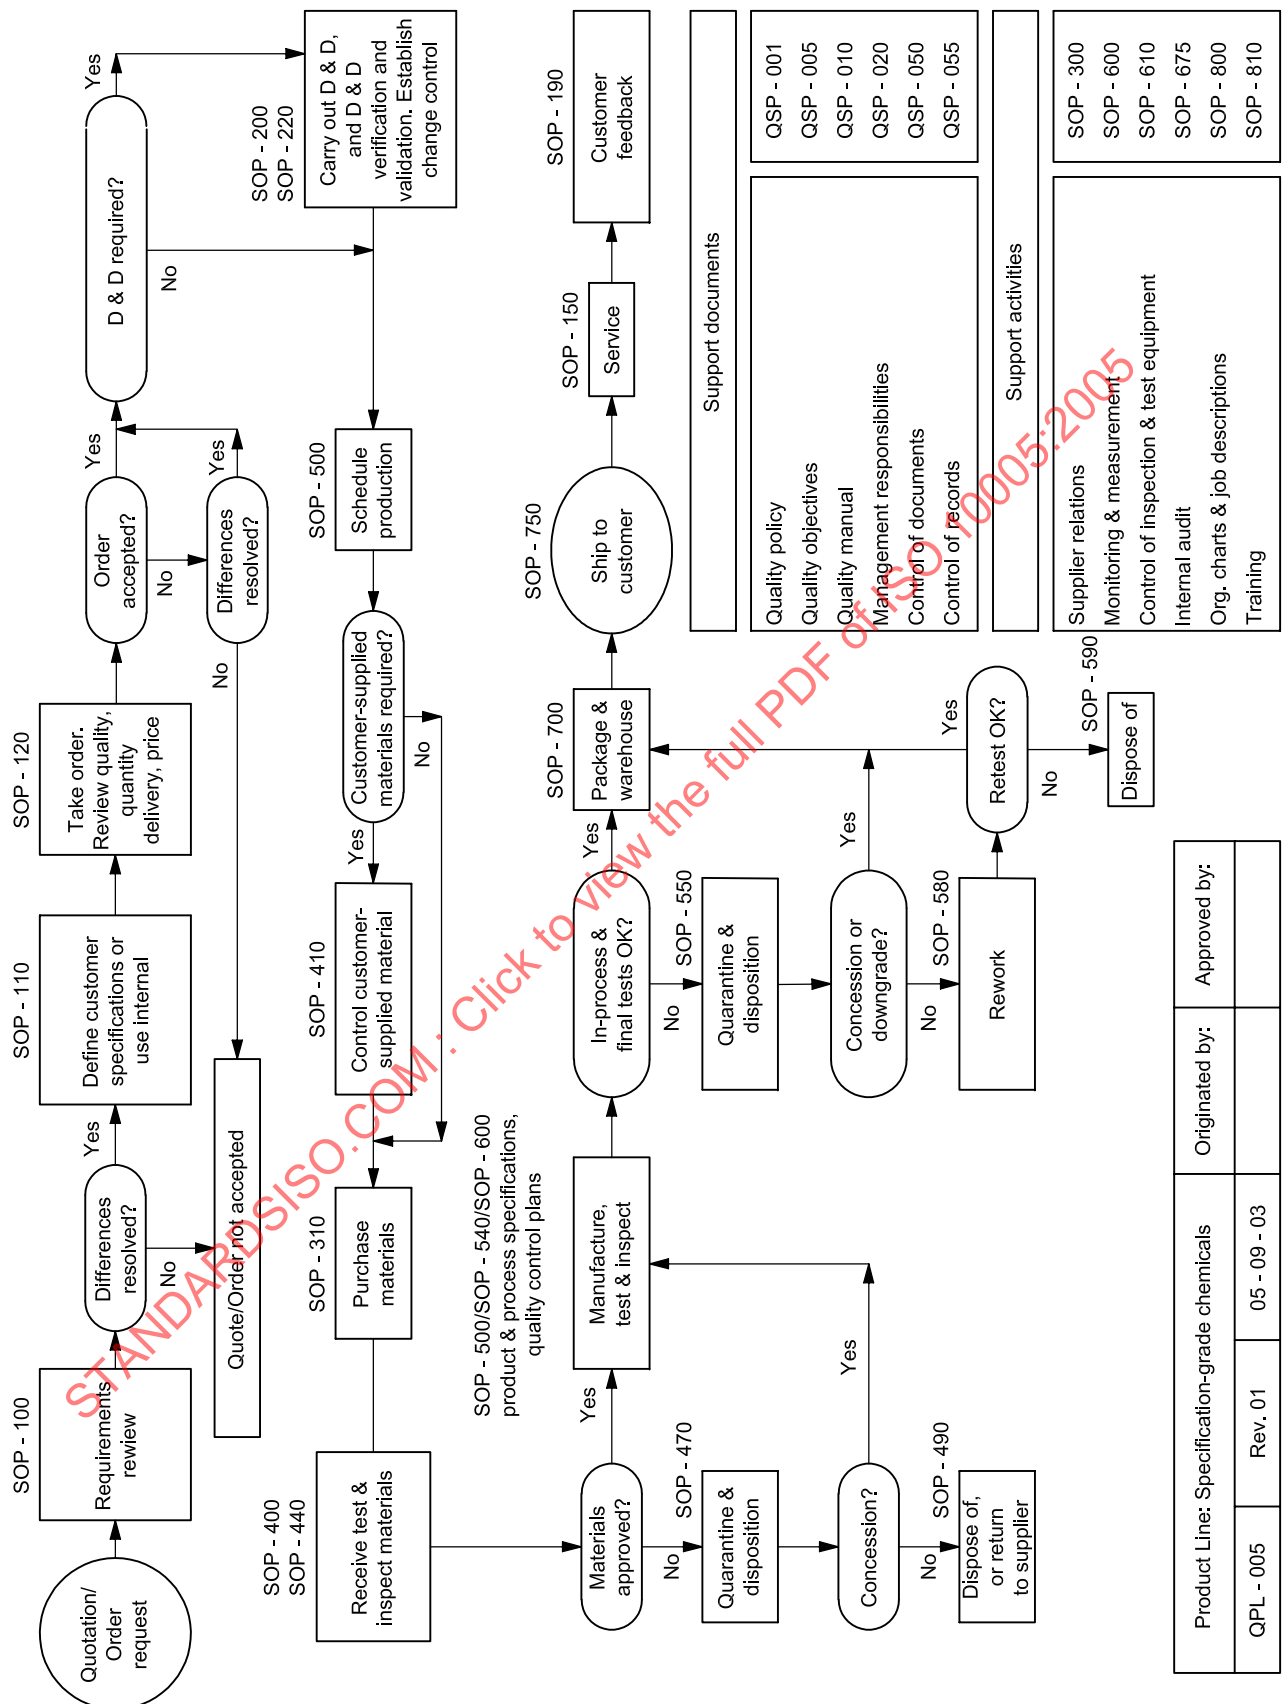 SOP - 100
SOP - 110
SOP - 120
Quotation/
Order
request
Requirements
rewiew
Differences
resolved?
Yes
No
Define customer
specifications or
use internal
Take order.
Review quality,
quantity
delivery, price
Order
accepted?
Yes
No
Differences
resolved?
Yes
No
Quote/Order not accepted
D & D required?
Yes
No
SOP - 200
SOP - 220
Carry out D & D,
and D & D
verification and
validation. Establish
change control
SOP - 500
Schedule
production
Customer-supplied
materials required?
Yes
No
SOP - 410
Control customer-
supplied material
SOP - 310
Purchase
materials
SOP - 400
SOP - 440
Receive test &
inspect materials
Materials
approved?
Yes
No
SOP - 470
Quarantine &
disposition
Concession?
Yes
No
SOP - 490
Dispose of,
or return
to supplier
SOP - 500/SOP - 540/SOP - 600
product & process specifications,
quality control plans
Manufacture,
test & inspect
In-process &
final tests OK?
Yes
No
SOP - 550
Quarantine &
disposition
Concession or
downgrade?
Yes
No
SOP - 580
Rework
Retest OK?
Yes
No
SOP - 590
Dispose of
SOP - 700
Package &
warehouse
SOP - 750
Ship to
customer
SOP - 150
Service
SOP - 190
Customer
feedback
Support documents
Quality policy QSP - 001
Quality objectives QSP - 005
Quality manual QSP - 010
Management responsibilities QSP - 020
Control of documents QSP - 050
Control of records QSP - 055
Support activities
Supplier relations SOP - 300
Monitoring & measurement SOP - 600
Control of inspection & test equipment SOP - 610
Internal audit SOP - 675
Org. charts & job descriptions SOP - 800
Training SOP - 810
Product Line: Specification-grade chemicals Originated by: Approved by:
QPL - 005 Rev. 01 05 - 09 - 03
STANDARDSISO.COM : Click to view the full PDF of ISO 10005:2005